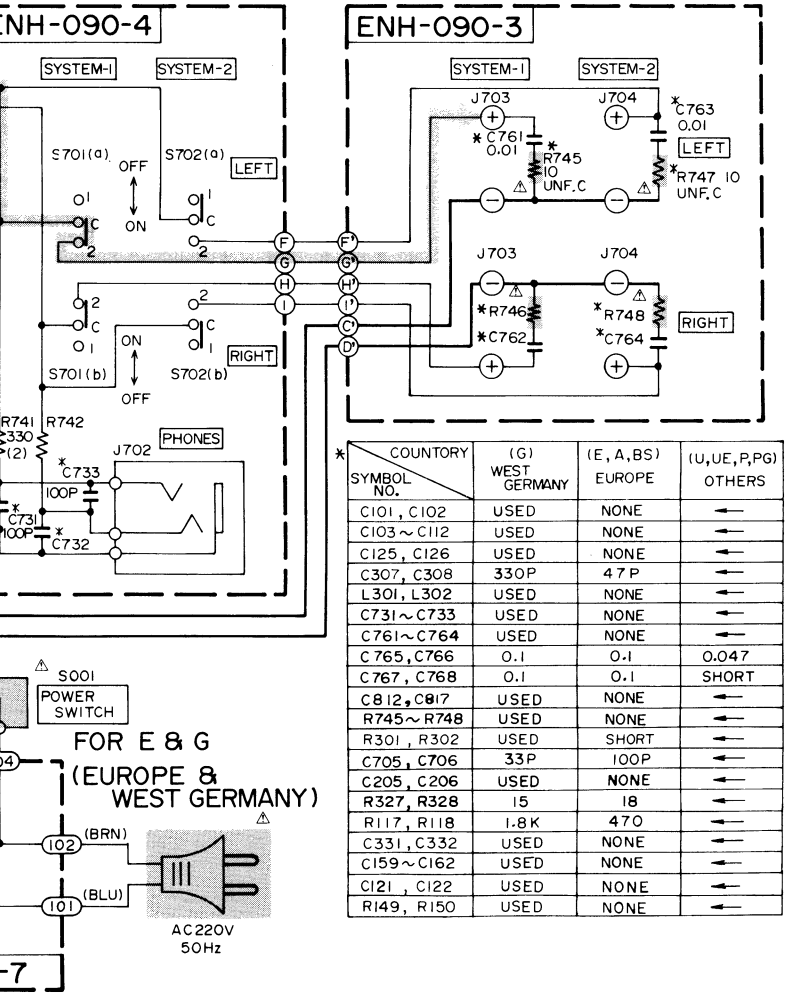 ENH-090-4
SYSTEM-1 SYSTEM-2
S701(a) S702(a)
LEFT
OFF
ON
1
C
2
1
C
2
F
G
H
I
2
C
1
2
C
1
ON
OFF
RIGHT
S701(b) S702(b)
R741
330
(2)
R742
J702
PHONES
*
C733
100P
*
C731
100P
*
C732
ENH-090-3
SYSTEM-1 SYSTEM-2
J703 J704
+ +
* C761
0.01
*
R745
10
UNF.C
* C763
0.01
LEFT
* R747 10
UNF.C
− −
F'
G'
H'
I'
C'
D'
J703 J704
− −
* R746
* C762
* R748
* C764
RIGHT
+ +
* COUNTORY
SYMBOL NO. (G) WEST GERMANY (E, A, BS) EUROPE (U, UE, P, PG) OTHERS
C101, C102 USED NONE ←
C103~C112 USED NONE ←
C125, C126 USED NONE ←
C307, C308 330P 47P ←
L301, L302 USED NONE ←
C731~C733 USED NONE ←
C761~C764 USED NONE ←
C765, C766 0.1 0.1 0.047
C767, C768 0.1 0.1 SHORT
C812, C817 USED NONE ←
R745~R748 USED NONE ←
R301, R302 USED SHORT ←
C705, C706 33P 100P ←
C205, C206 USED NONE ←
R327, R328 15 18 ←
R117, R118 1.8K 470 ←
C331, C332 USED NONE ←
C159~C162 USED NONE ←
C121, C122 USED NONE ←
R149, R150 USED NONE ←
S001
POWER
SWITCH
FOR E & G
(EUROPE &
WEST GERMANY)
102 (BRN)
101 (BLU)
AC220V
50Hz
-7